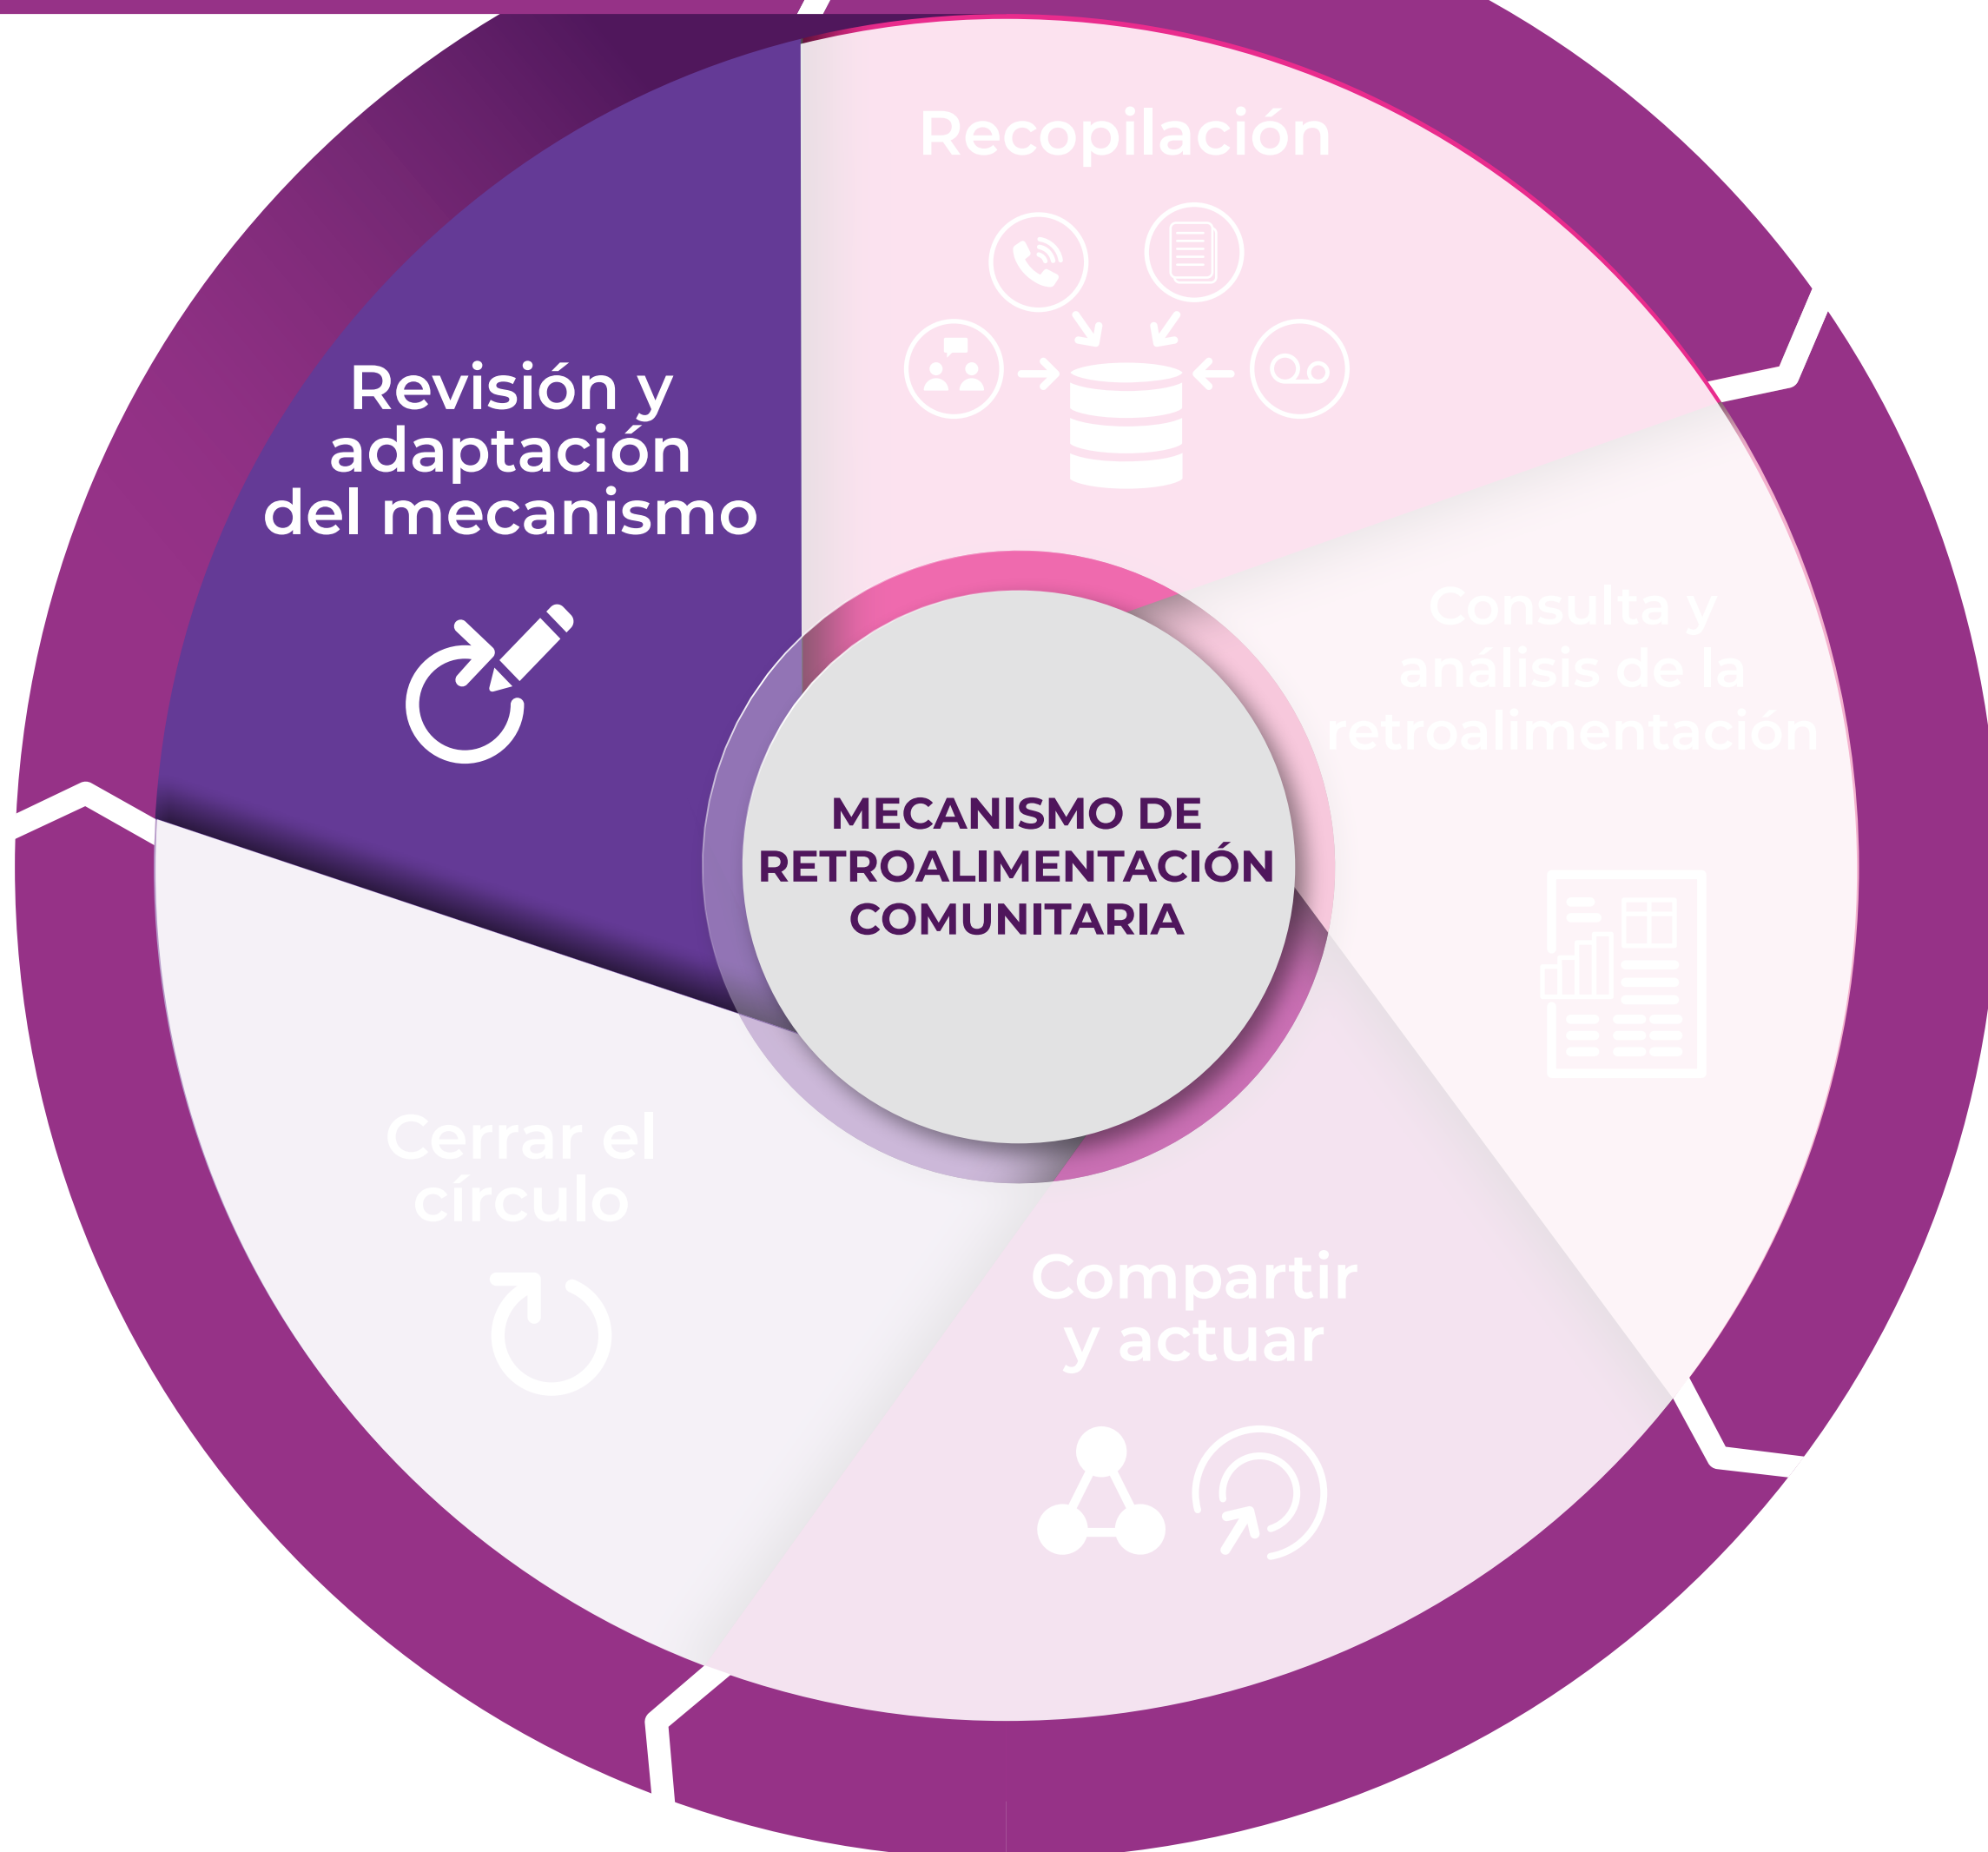 Recopilación
Revisión y
adaptación
del mecanismo
Consulta y
análisis de la
retroalimentación
MECANISMO DE
RETROALIMENTACIÓN
COMUNITARIA
Cerrar el
círculo
Compartir
y actuar